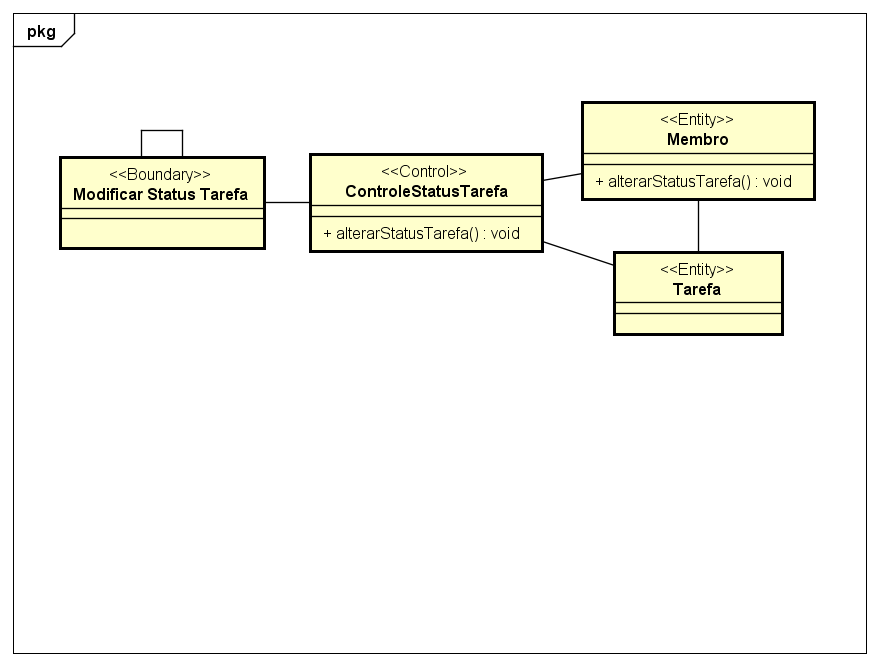 pkg
<<Boundary>>
Modificar Status Tarefa
<<Control>>
ControleStatusTarefa
+ alterarStatusTarefa() : void
<<Entity>>
Membro
+ alterarStatusTarefa() : void
<<Entity>>
Tarefa